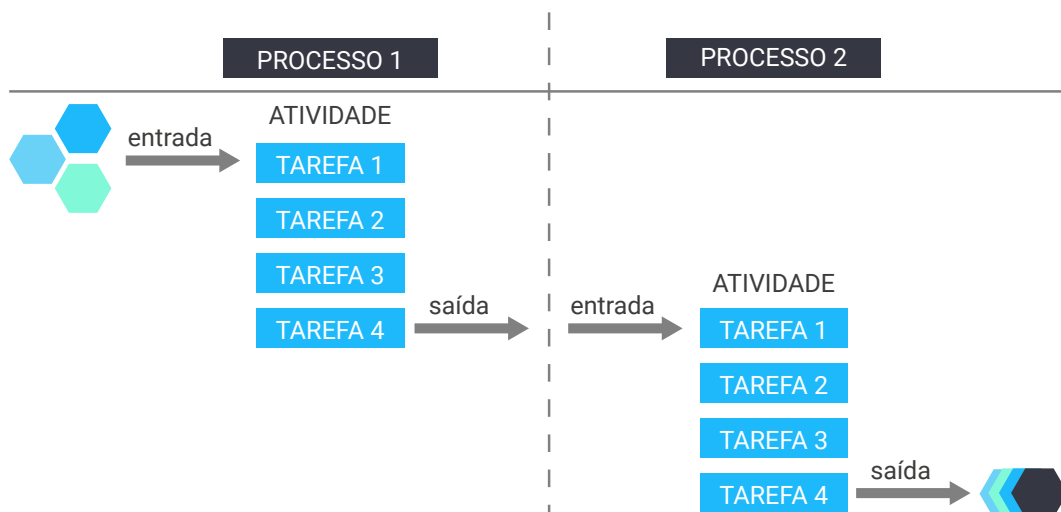 PROCESSO 1
PROCESSO 2
ATIVIDADE
entrada
TAREFA 1
TAREFA 2
TAREFA 3
TAREFA 4
saída
entrada
ATIVIDADE
TAREFA 1
TAREFA 2
TAREFA 3
TAREFA 4
saída